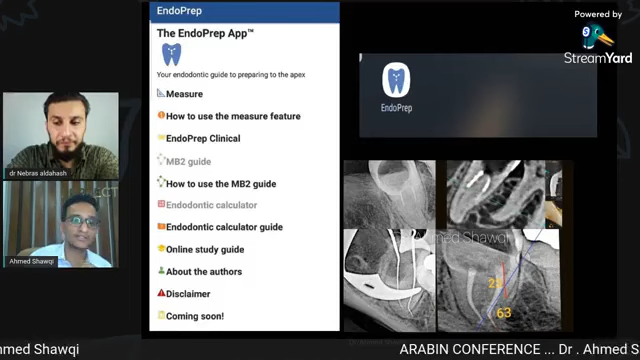 EndoPrep
The EndoPrep App™
Your endodontic guide to preparing to the apex
Measure
How to use the measure feature
EndoPrep Clinical
MB2 guide
How to use the MB2 guide
Endodontic calculator
Endodontic calculator guide
Online study guide
About the authors
Disclaimer
Coming soon!
Powered by
StreamYard
EndoPrep
dr Nebras aldahash
Ahmed Shawqi
Ahmed Shawqi
63
hmed Shawqi
ARABIN CONFERENCE ... Dr . Ahmed S